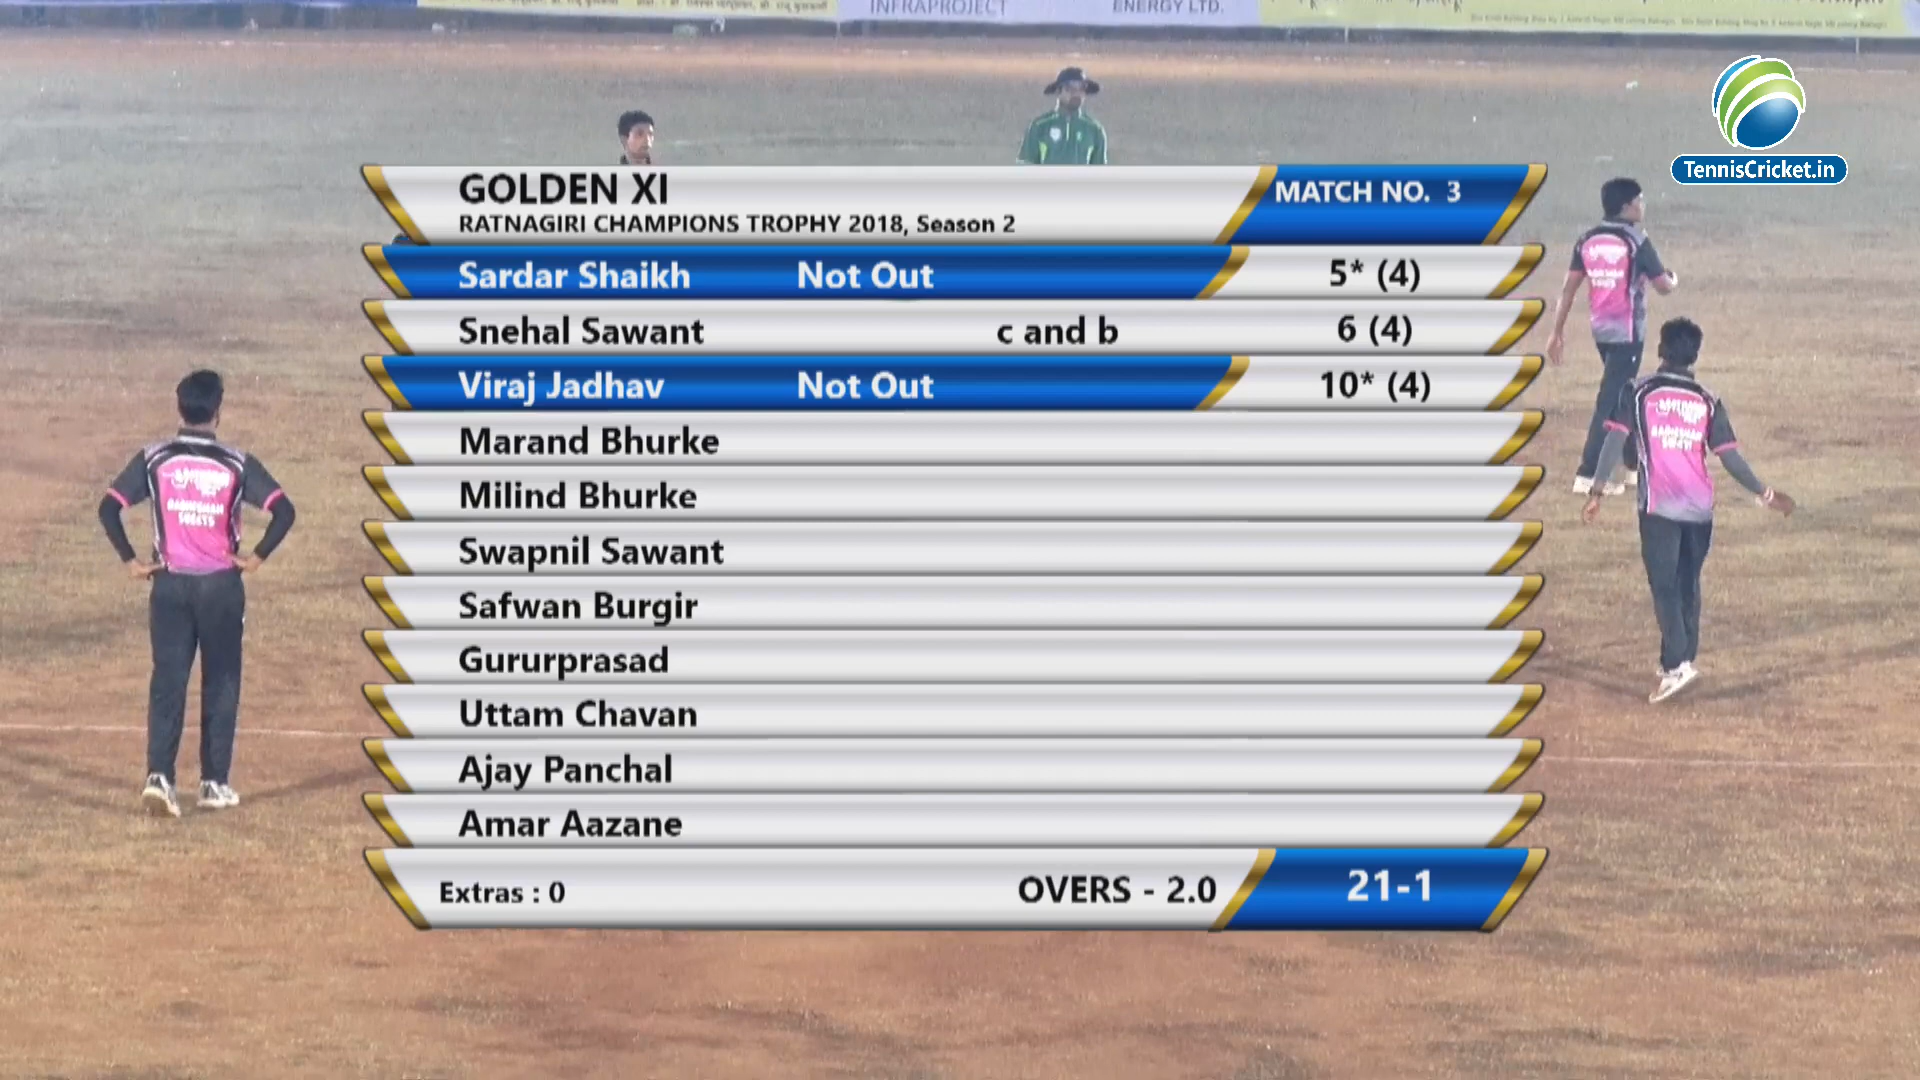 INFRAPROJECT
ENERGY LTD.
TennisCricket.in
GOLDEN XI
MATCH NO. 3
RATNAGIRI CHAMPIONS TROPHY 2018, Season 2
Sardar Shaikh Not Out 5* (4)
Snehal Sawant c and b 6 (4)
Viraj Jadhav Not Out 10* (4)
Marand Bhurke
Milind Bhurke
Swapnil Sawant
Safwan Burgir
Gururprasad
Uttam Chavan
Ajay Panchal
Amar Aazane
Extras : 0 OVERS - 2.0 21-1